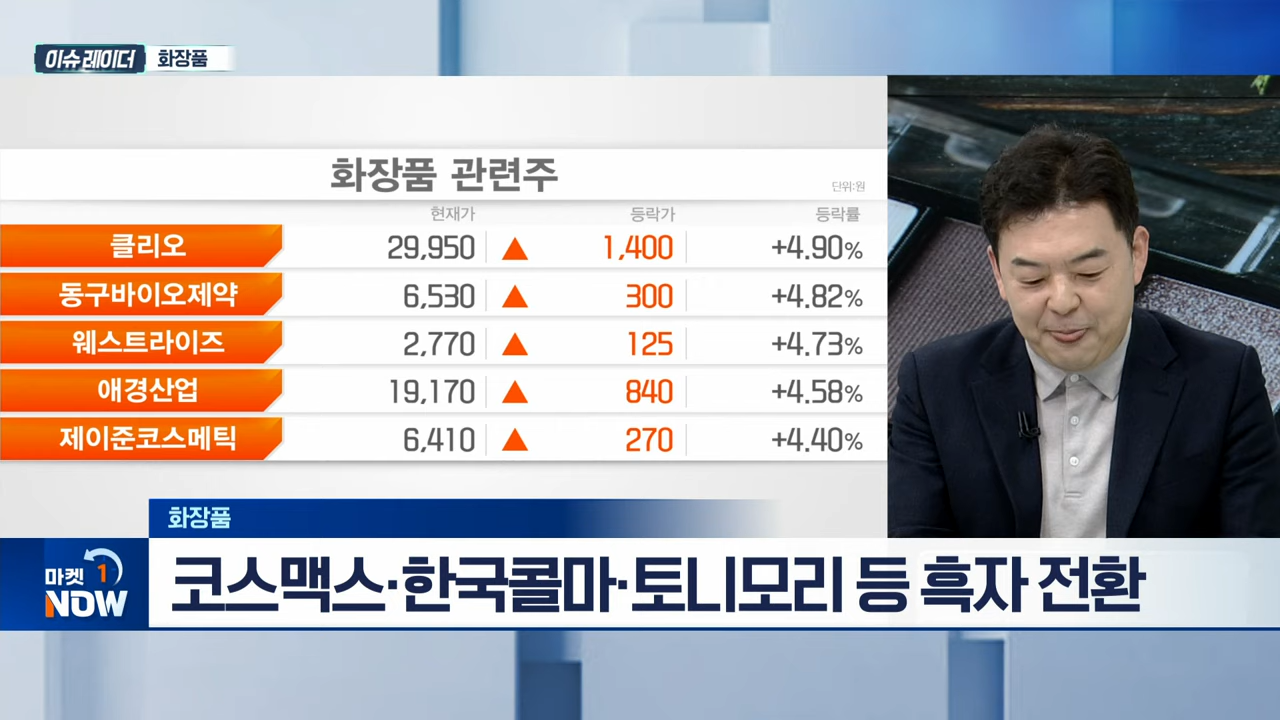 이슈레이더 화장품
화장품 관련주
단위:원
현재가 등락가 등락률
클리오 29,950 ▲ 1,400 +4.90%
동구바이오제약 6,530 ▲ 300 +4.82%
웨스트라이즈 2,770 ▲ 125 +4.73%
애경산업 19,170 ▲ 840 +4.58%
제이준코스메틱 6,410 ▲ 270 +4.40%
화장품
마켓 1
NOW
코스맥스·한국콜마·토니모리 등 흑자 전환